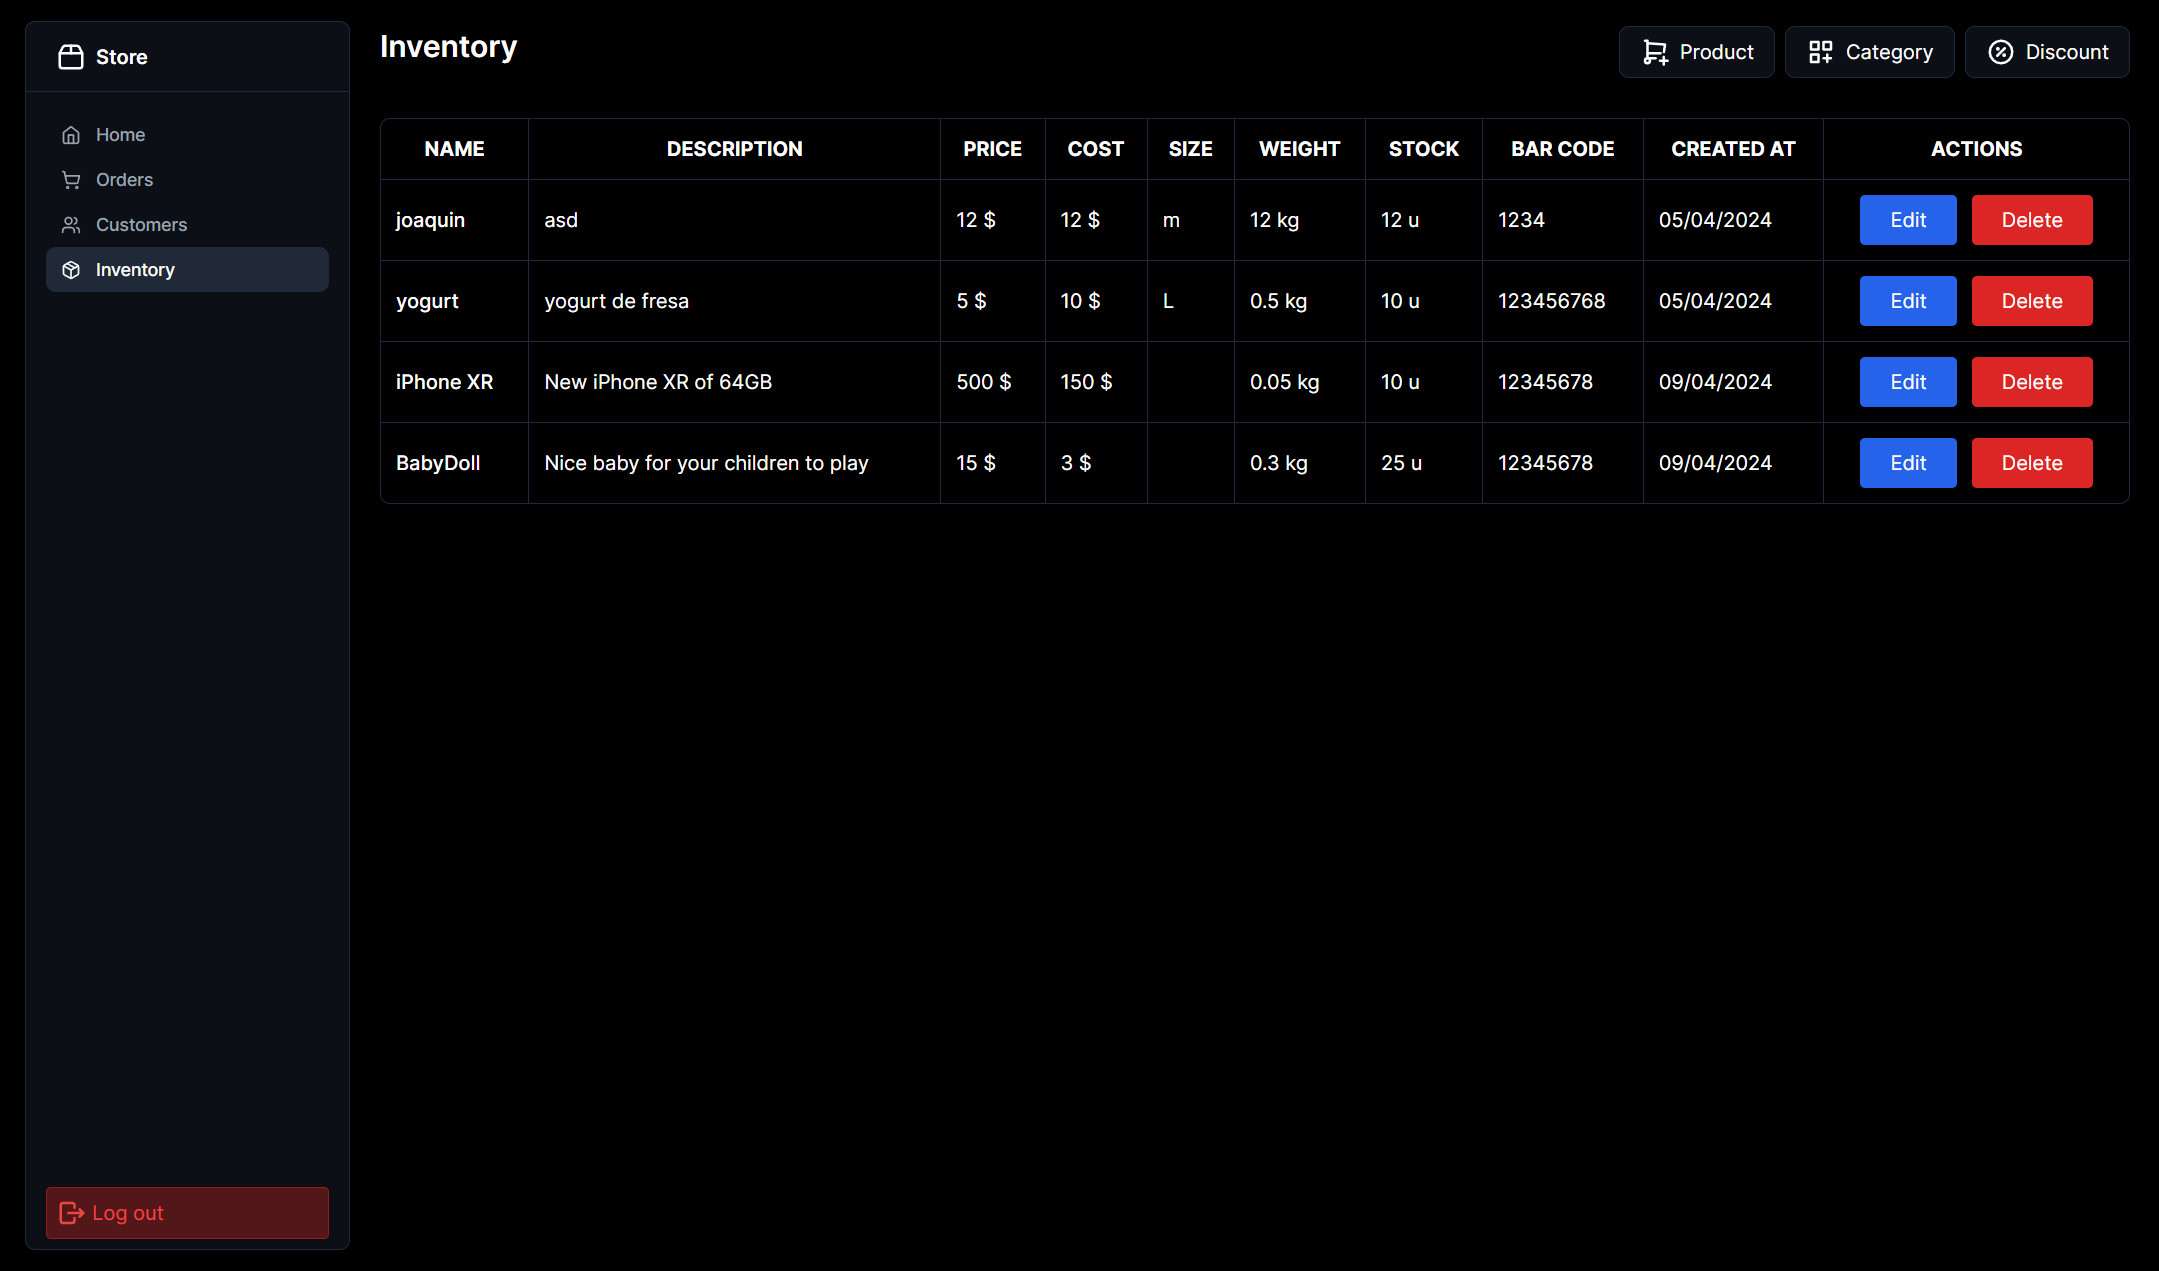 Store
Home
Orders
Customers
Inventory
Log out
Inventory
Product Category Discount
NAME DESCRIPTION PRICE COST SIZE WEIGHT STOCK BAR CODE CREATED AT ACTIONS
joaquin asd 12 $ 12 $ m 12 kg 12 u 1234 05/04/2024 Edit Delete
yogurt yogurt de fresa 5 $ 10 $ L 0.5 kg 10 u 123456768 05/04/2024 Edit Delete
iPhone XR New iPhone XR of 64GB 500 $ 150 $ 0.05 kg 10 u 12345678 09/04/2024 Edit Delete
BabyDoll Nice baby for your children to play 15 $ 3 $ 0.3 kg 25 u 12345678 09/04/2024 Edit Delete